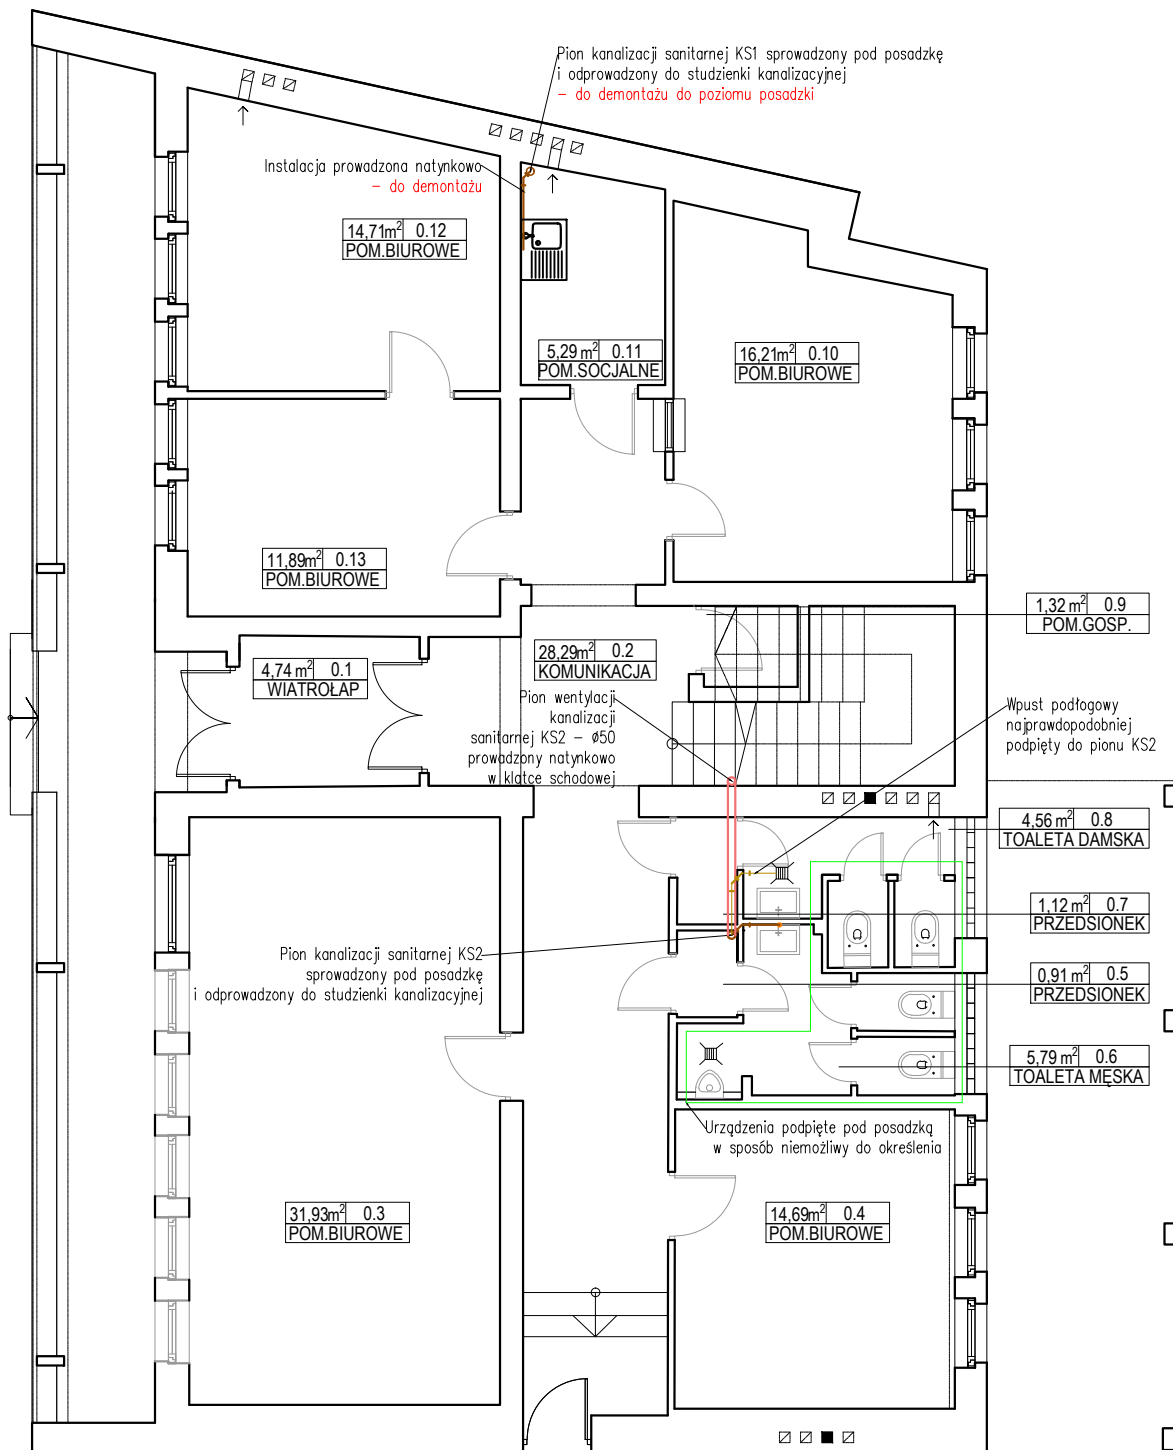 Pion kanalizacji sanitarnej KS1 sprowadzony pod posadzkę
i odprowadzony do studzienki kanalizacyjnej
– do demontażu do poziomu posadzki
Instalacja prowadzona natynkowo
– do demontażu
14,71m² 0.12
POM.BIUROWE
5,29 m² 0.11
POM.SOCJALNE
16,21m² 0.10
POM.BIUROWE
11,89m² 0.13
POM.BIUROWE
1,32 m² 0.9
POM.GOSP.
28,29m² 0.2
KOMUNIKACJA
4,74 m² 0.1
WIATROŁAP
Pion wentylacji
kanalizacji
sanitarnej KS2 – ø50
prowadzony natynkowo
w klatce schodowej
Wpust podłogowy
najprawdopodobniej
podpięty do pionu KS2
4,56 m² 0.8
TOALETA DAMSKA
1,12 m² 0.7
PRZEDSIONEK
Pion kanalizacji sanitarnej KS2
sprowadzony pod posadzkę
i odprowadzony do studzienki kanalizacyjnej
0,91 m² 0.5
PRZEDSIONEK
5,79 m² 0.6
TOALETA MĘSKA
Urządzenia podpięte pod posadzką
w sposób niemożliwy do określenia
31,93m² 0.3
POM.BIUROWE
14,69m² 0.4
POM.BIUROWE